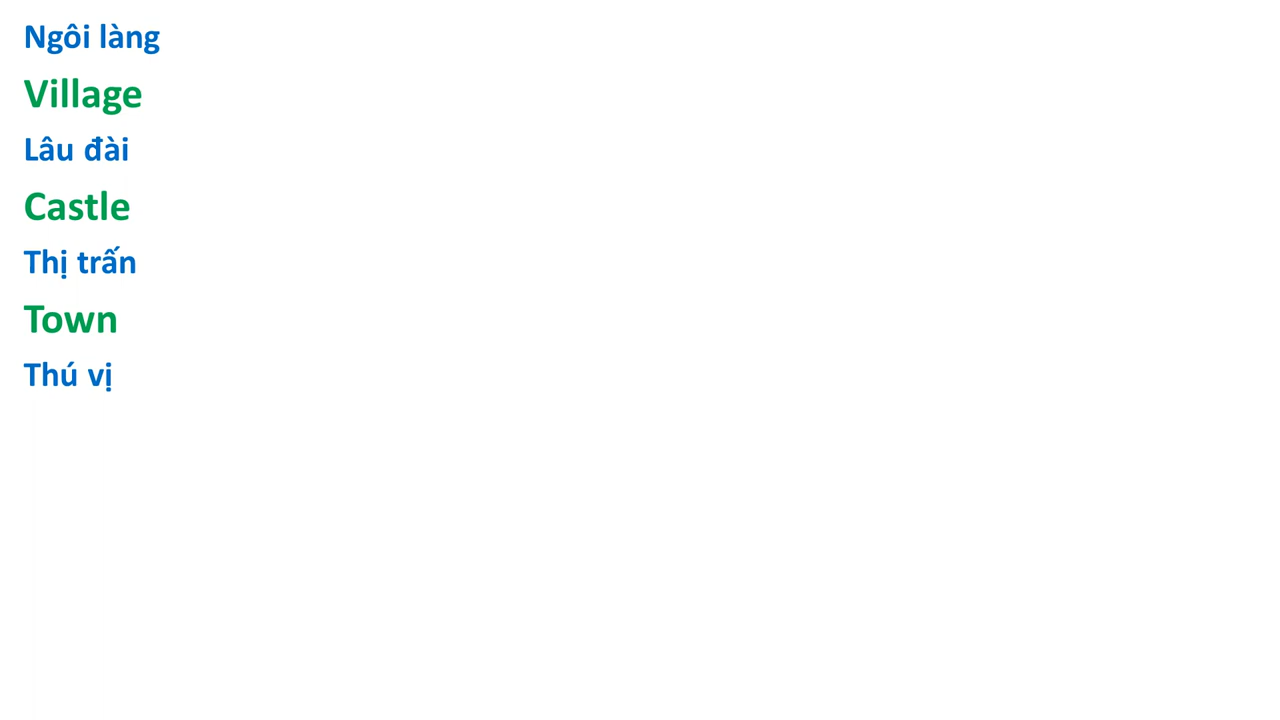 Ngôi làng
Village
Lâu đài
Castle
Thị trấn
Town
Thú vị